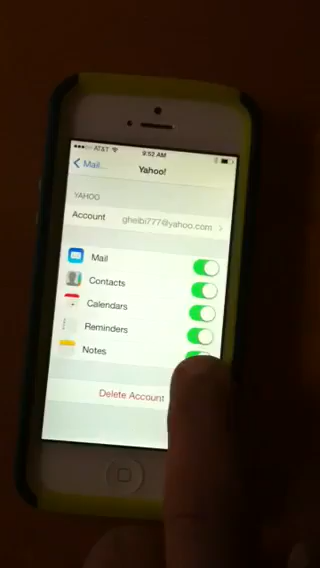 AT&T 9:52 AM
Mail... Yahoo!
YAHOO
Account gheibi777@yahoo.com
Mail
Contacts
Calendars
Reminders
Notes
Delete Account